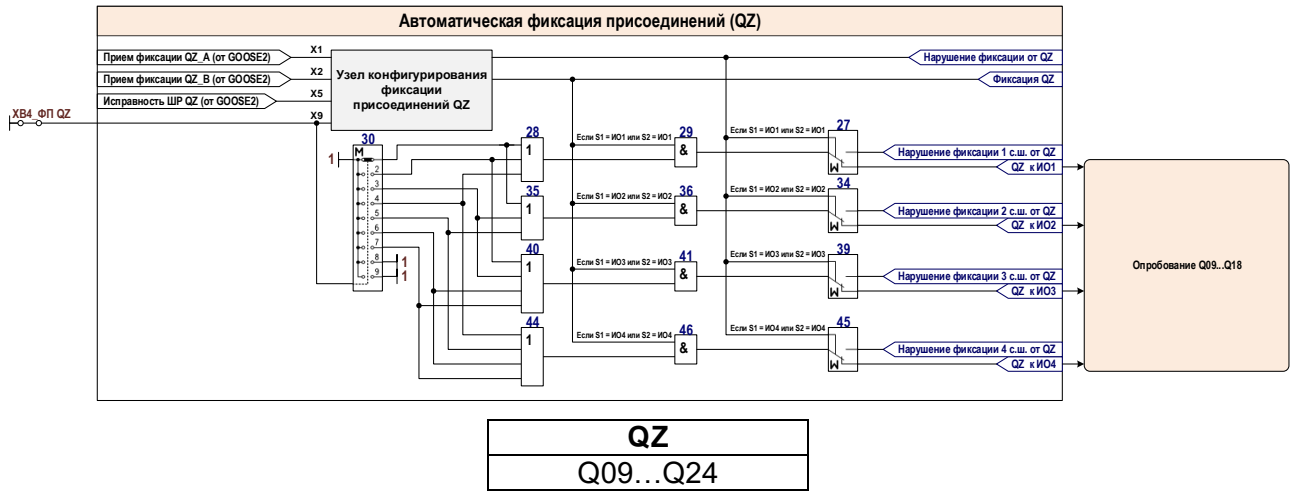 Автоматическая фиксация присоединений (QZ)
Прием фиксации QZ_A (от GOOSE2)
X1
Прием фиксации QZ_B (от GOOSE2)
X2
Исправность ШР QZ (от GOOSE2)
X5
XB4_ФП QZ
X9
Узел конфигурирования
фиксации
присоединений QZ
Нарушение фиксации от QZ
Фиксация QZ
30
M
1
2
3
4
5
6
7
8
9
1
1
28
1
Если S1 = ИО1 или S2 = ИО1
29
&
Если S1 = ИО1 или S2 = ИО1
27
W
Нарушение фиксации 1 с.ш. от QZ
QZ к ИО1
35
1
Если S1 = ИО2 или S2 = ИО2
36
&
Если S1 = ИО2 или S2 = ИО2
34
W
Нарушение фиксации 2 с.ш. от QZ
QZ к ИО2
40
1
Если S1 = ИО3 или S2 = ИО3
41
&
Если S1 = ИО3 или S2 = ИО3
39
W
Нарушение фиксации 3 с.ш. от QZ
QZ к ИО3
44
1
Если S1 = ИО4 или S2 = ИО4
46
&
Если S1 = ИО4 или S2 = ИО4
45
W
Нарушение фиксации 4 с.ш. от QZ
QZ к ИО4
Опробование Q09...Q18
QZ
Q09...Q24